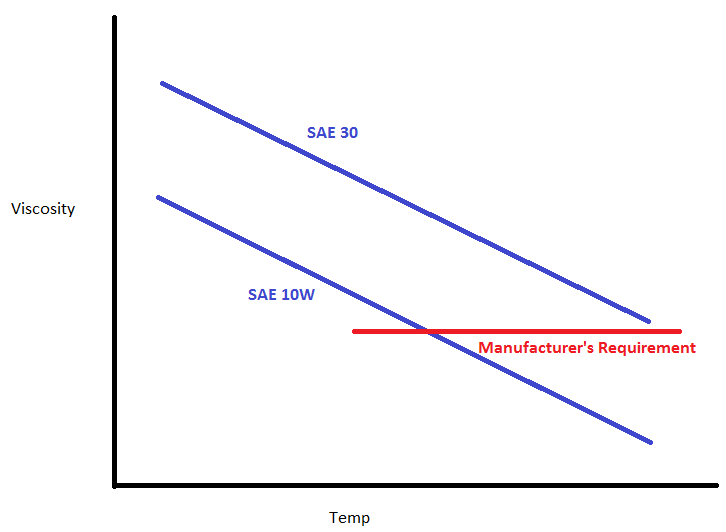 SAE 30
Viscosity
SAE 10W
Manufacturer's Requirement
Temp